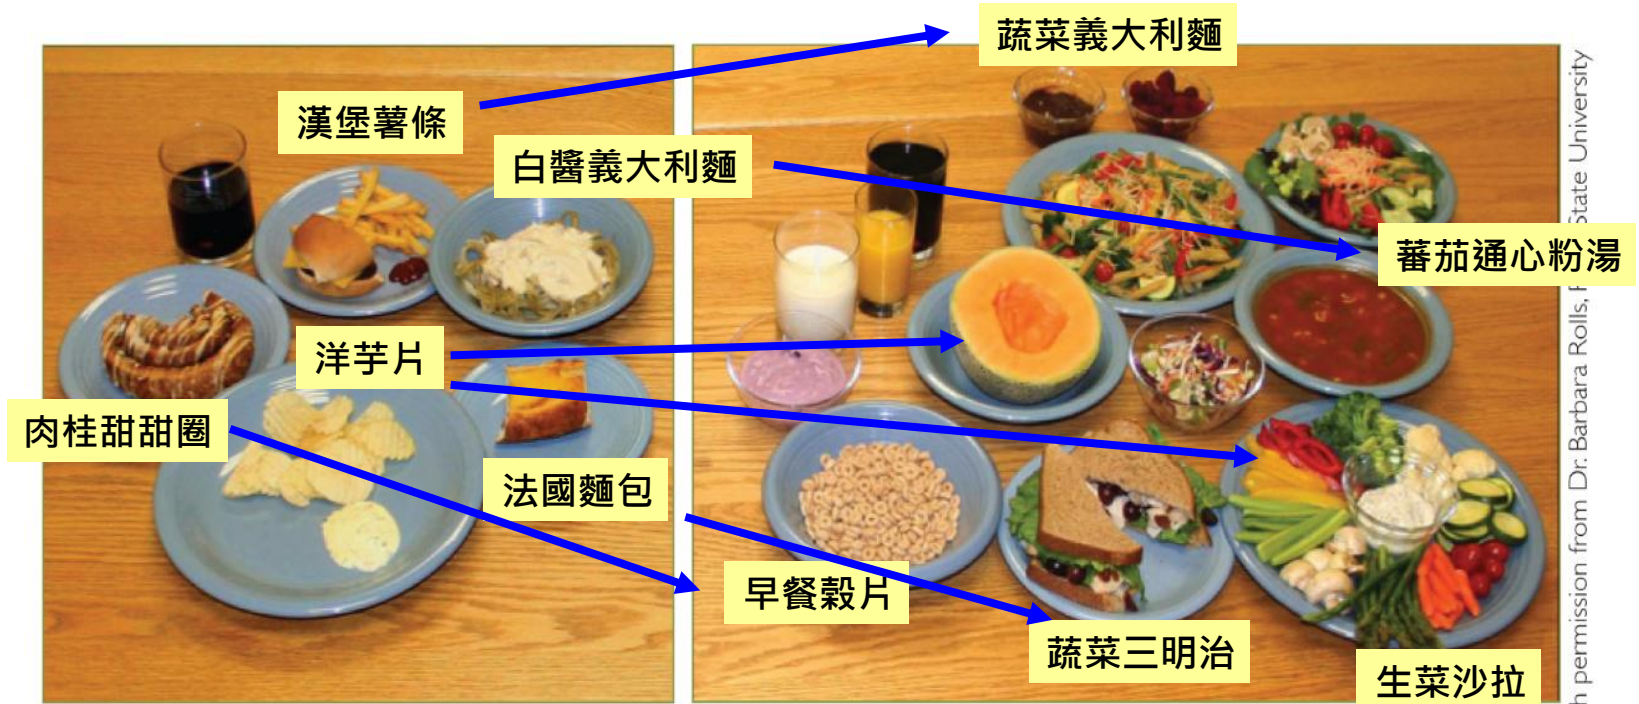 蔬菜義大利麵
漢堡薯條
白醬義大利麵
蕃茄通心粉湯
洋芋片
肉桂甜甜圈
法國麵包
早餐穀片
蔬菜三明治
生菜沙拉
h permission from Dr. Barbara Rolls, State University